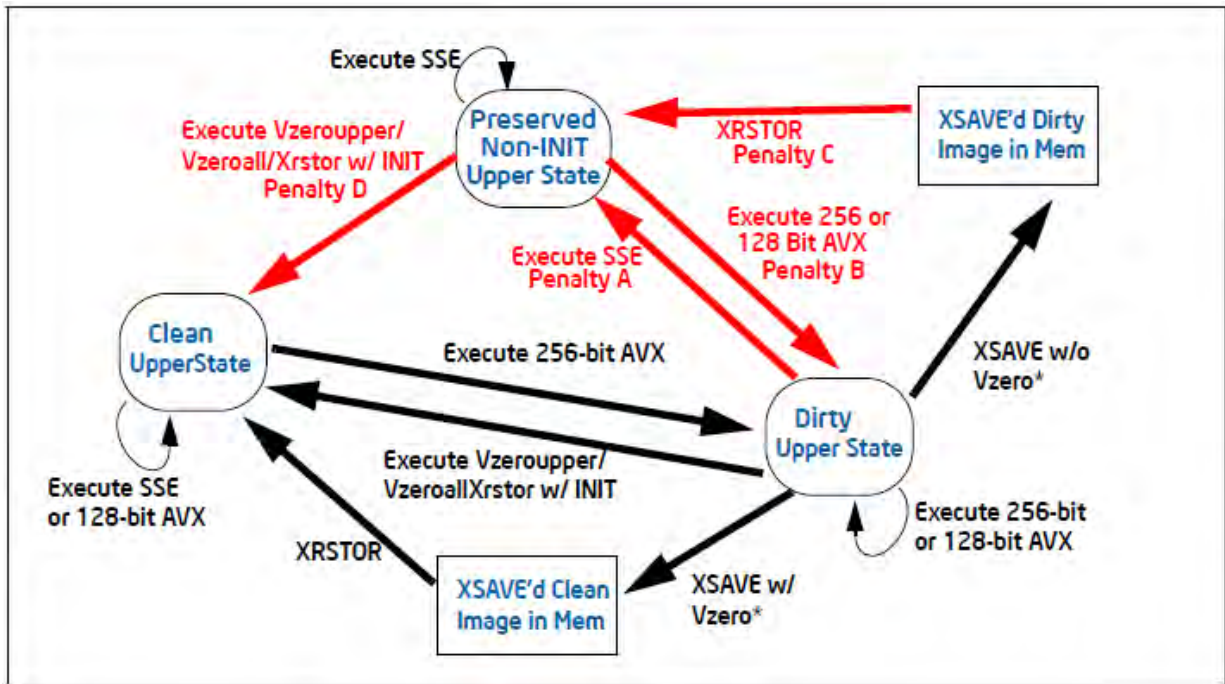 Execute SSE
Preserved
Non-INIT
Upper State
XRSTOR
Penalty C
XSAVE'd Dirty
Image in Mem
Execute Vzeroupper/
Vzeroall/Xrstor w/ INIT
Penalty D
Execute 256 or
128 Bit AVX
Penalty B
Execute SSE
Penalty A
Clean
UpperState
Execute 256-bit AVX
XSAVE w/o
Vzero*
Dirty
Upper State
Execute Vzeroupper/
VzeroallXrstor w/ INIT
Execute SSE
or 128-bit AVX
Execute 256-bit
or 128-bit AVX
XRSTOR
XSAVE'd Clean
Image in Mem
XSAVE w/
Vzero*